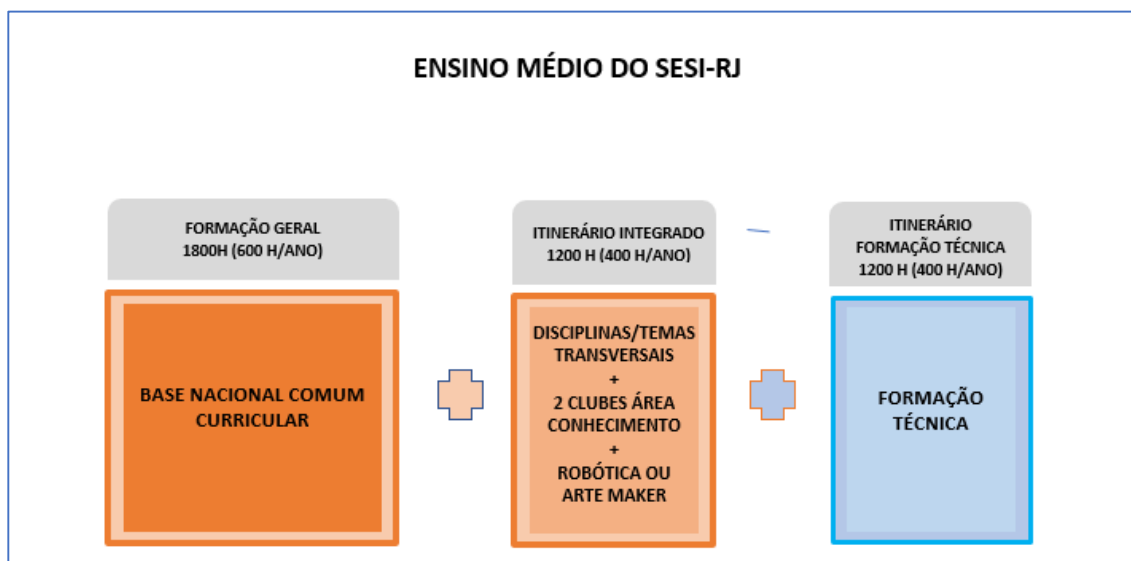 ENSINO MÉDIO DO SESI-RJ
FORMAÇÃO GERAL
1800H (600 H/ANO)
BASE NACIONAL COMUM
CURRICULAR
ITINERÁRIO INTEGRADO
1200 H (400 H/ANO)
DISCIPLINAS/TEMAS
TRANSVERSAIS
+
2 CLUBES ÁREA
CONHECIMENTO
+
ROBÓTICA OU
ARTE MAKER
ITINERÁRIO
FORMAÇÃO TÉCNICA
1200 H (400 H/ANO)
FORMAÇÃO
TÉCNICA